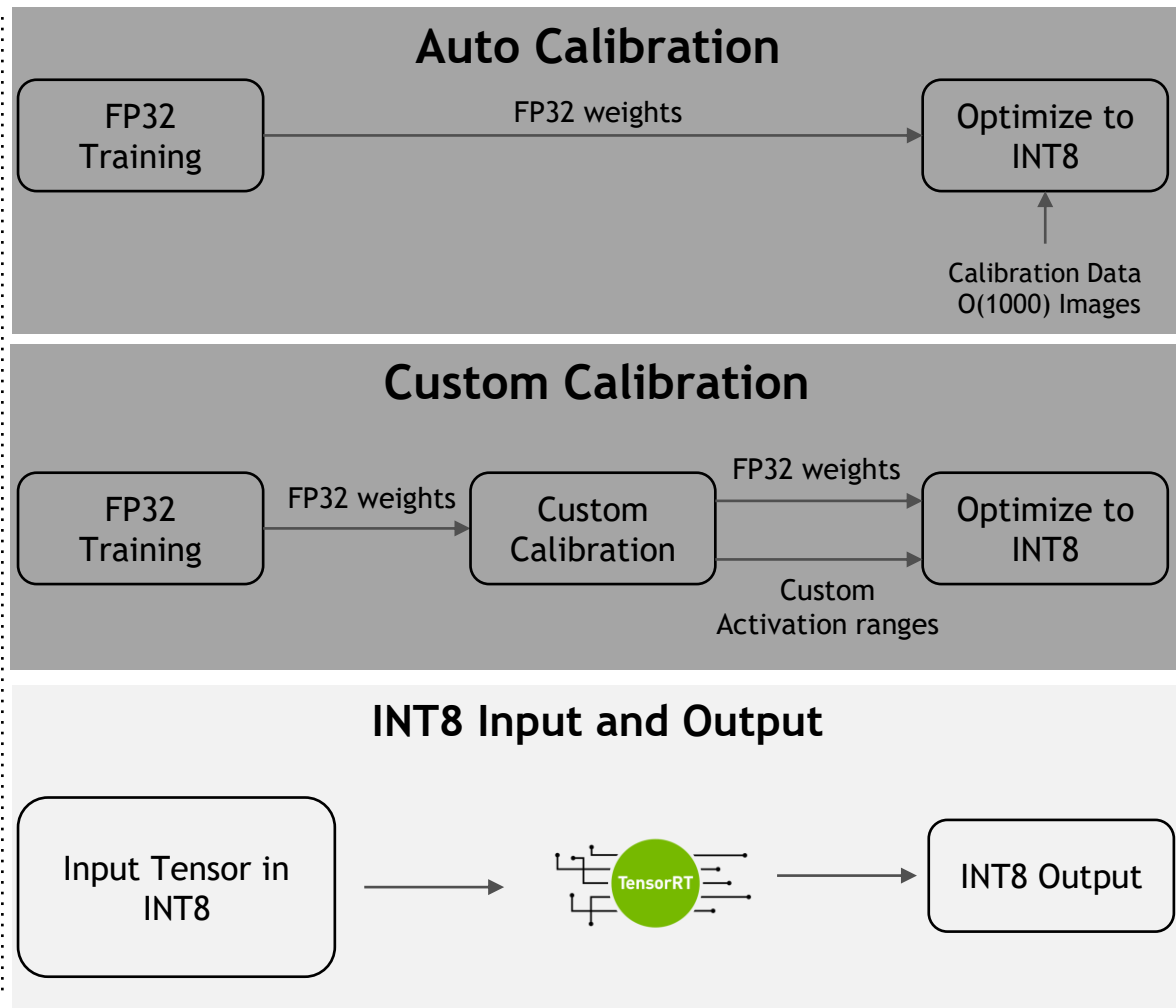 Auto Calibration
FP32
Training
FP32 weights
Optimize to
INT8
Calibration Data
O(1000) Images
Custom Calibration
FP32
Training
FP32 weights
Custom
Calibration
FP32 weights
Custom
Activation ranges
Optimize to
INT8
INT8 Input and Output
Input Tensor in
INT8
TensorRT
INT8 Output